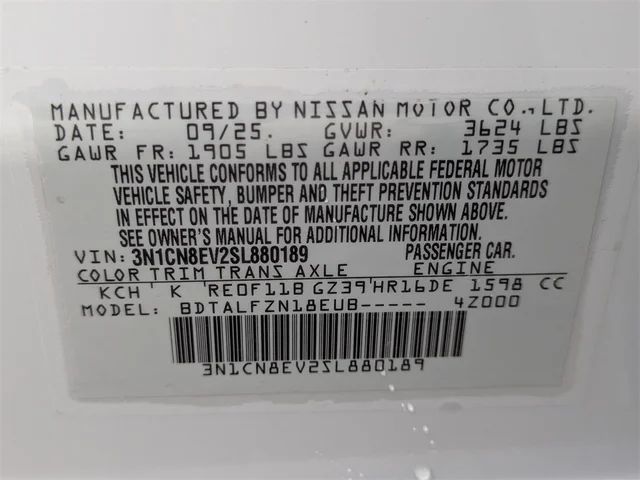 MANUFACTURED BY NISSAN MOTOR CO., LTD.
DATE: 09/25. GVWR: 3624 LBS
GAWR FR: 1905 LBS GAWR RR: 1735 LBS
THIS VEHICLE CONFORMS TO ALL APPLICABLE FEDERAL MOTOR
VEHICLE SAFETY, BUMPER AND THEFT PREVENTION STANDARDS
IN EFFECT ON THE DATE OF MANUFACTURE SHOWN ABOVE.
SEE OWNER'S MANUAL FOR ADDITIONAL INFORMATION.
VIN: 3N1CN8EV2SL880189 PASSENGER CAR.
COLOR TRIM TRANS AXLE ENGINE
KCH' K 'RE0F11B GZ39'HR16DE 1598 CC
MODEL: BDTALFZN18EUB----- 4Z000
3N1CN8EV2SL880189